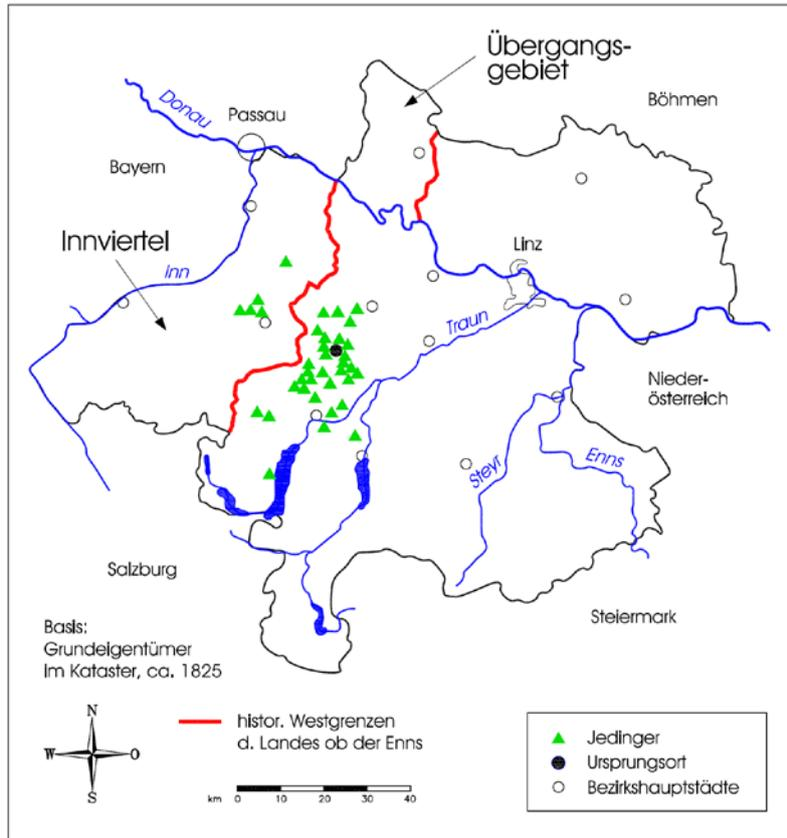 Übergangs-
gebiet
Böhmen
Donau
Passau
Bayern
Innviertel
Inn
Linz
Traun
Nieder-
österreich
Steyr
Enns
Salzburg
Steiermark
Basis:
Grundeigentümer
im Kataster, ca. 1825
N
W
O
S
histor. Westgrenzen
d. Landes ob der Enns
km 0 10 20 30 40
Jedinger
Ursprungsort
Bezirkshauptstädte